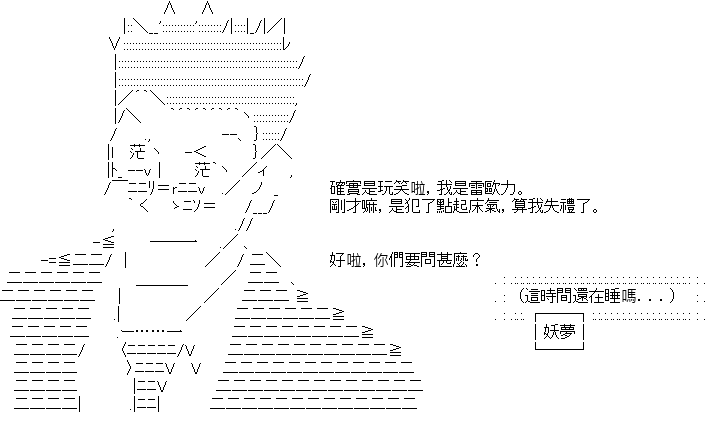 確實是玩笑啦，我是雷歐力。
剛才嘛，是犯了點起床氣，算我失禮了。
好啦，你們要問甚麼？
（這時間還在睡嗎...）
妖夢